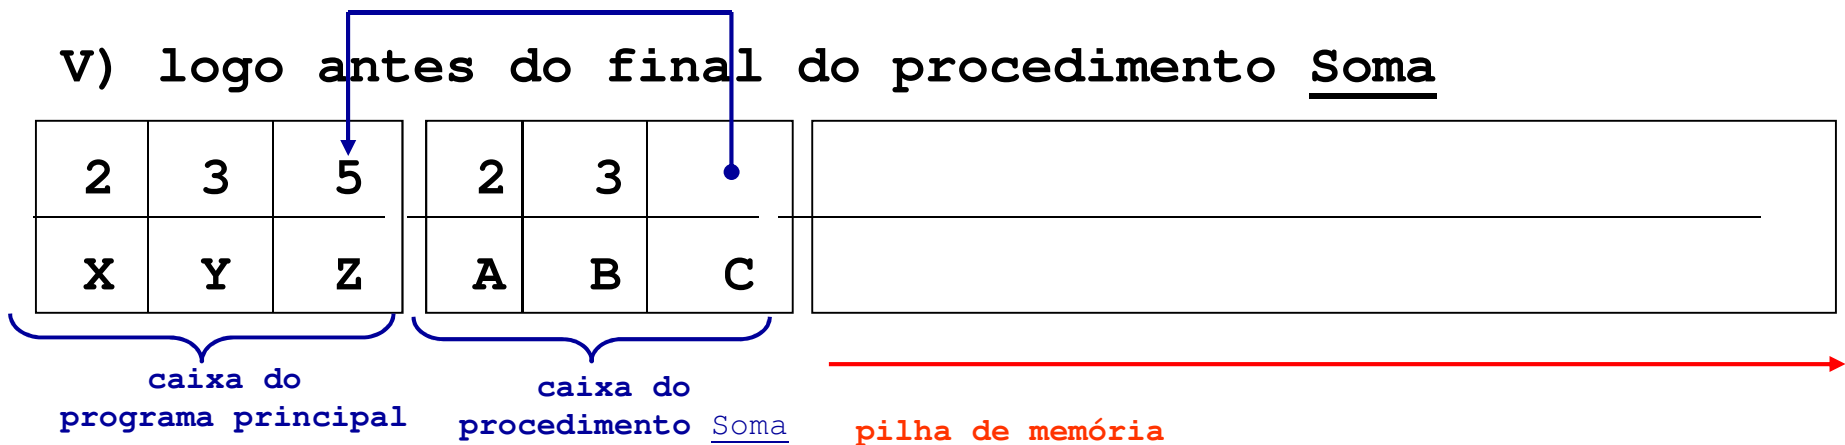 V) logo antes do final do procedimento Soma
2 3 5 2 3
X Y Z A B C
caixa do
programa principal
caixa do
procedimento Soma
pilha de memória